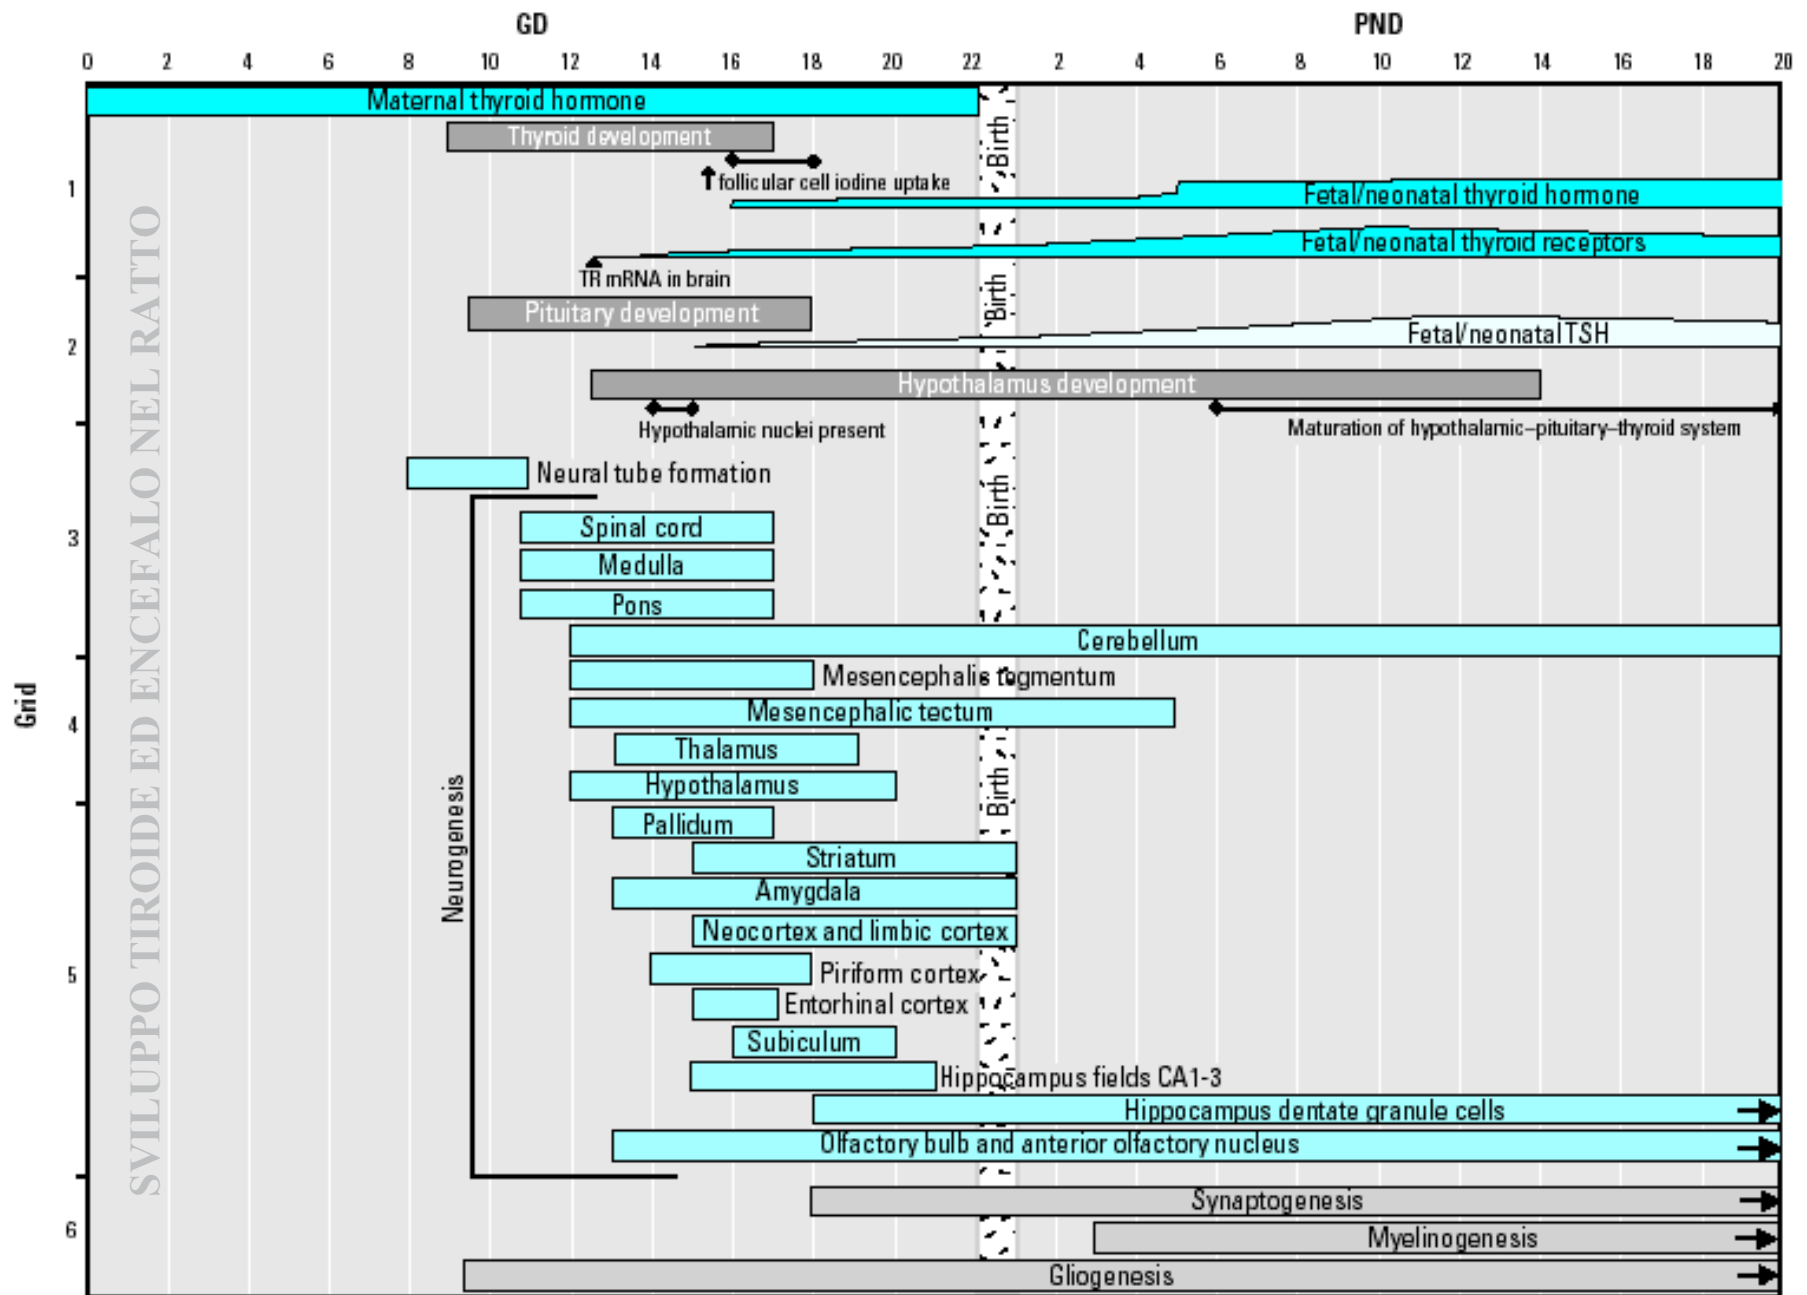 GD PND
0 2 4 6 8 10 12 14 16 18 20 22 2 4 6 8 10 12 14 16 18 20
Maternal thyroid hormone
Thyroid development
Birth
follicular cell iodine uptake
1
Fetal/neonatal thyroid hormone
Fetal/neonatal thyroid receptors
TR mRNA in brain
Birth
Pituitary development
2
Fetal/neonatal TSH
Hypothalamus development
Hypothalamic nuclei present
Maturation of hypothalamic–pituitary–thyroid system
SVILUPPO TIROIDE ED ENCEFALO NEL RATTO
Neural tube formation
Birth
3
Spinal cord
Medulla
Pons
Cerebellum
Grid
Mesencephalic tegmentum
4
Mesencephalic tectum
Thalamus
Hypothalamus
Birth
Neurogenesis
Pallidum
Striatum
Amygdala
Neocortex and limbic cortex
5
Piriform cortex
Entorhinal cortex
Subiculum
Hippocampus fields CA1-3
Hippocampus dentate granule cells
Olfactory bulb and anterior olfactory nucleus
Synaptogenesis
6
Myelinogenesis
Gliogenesis